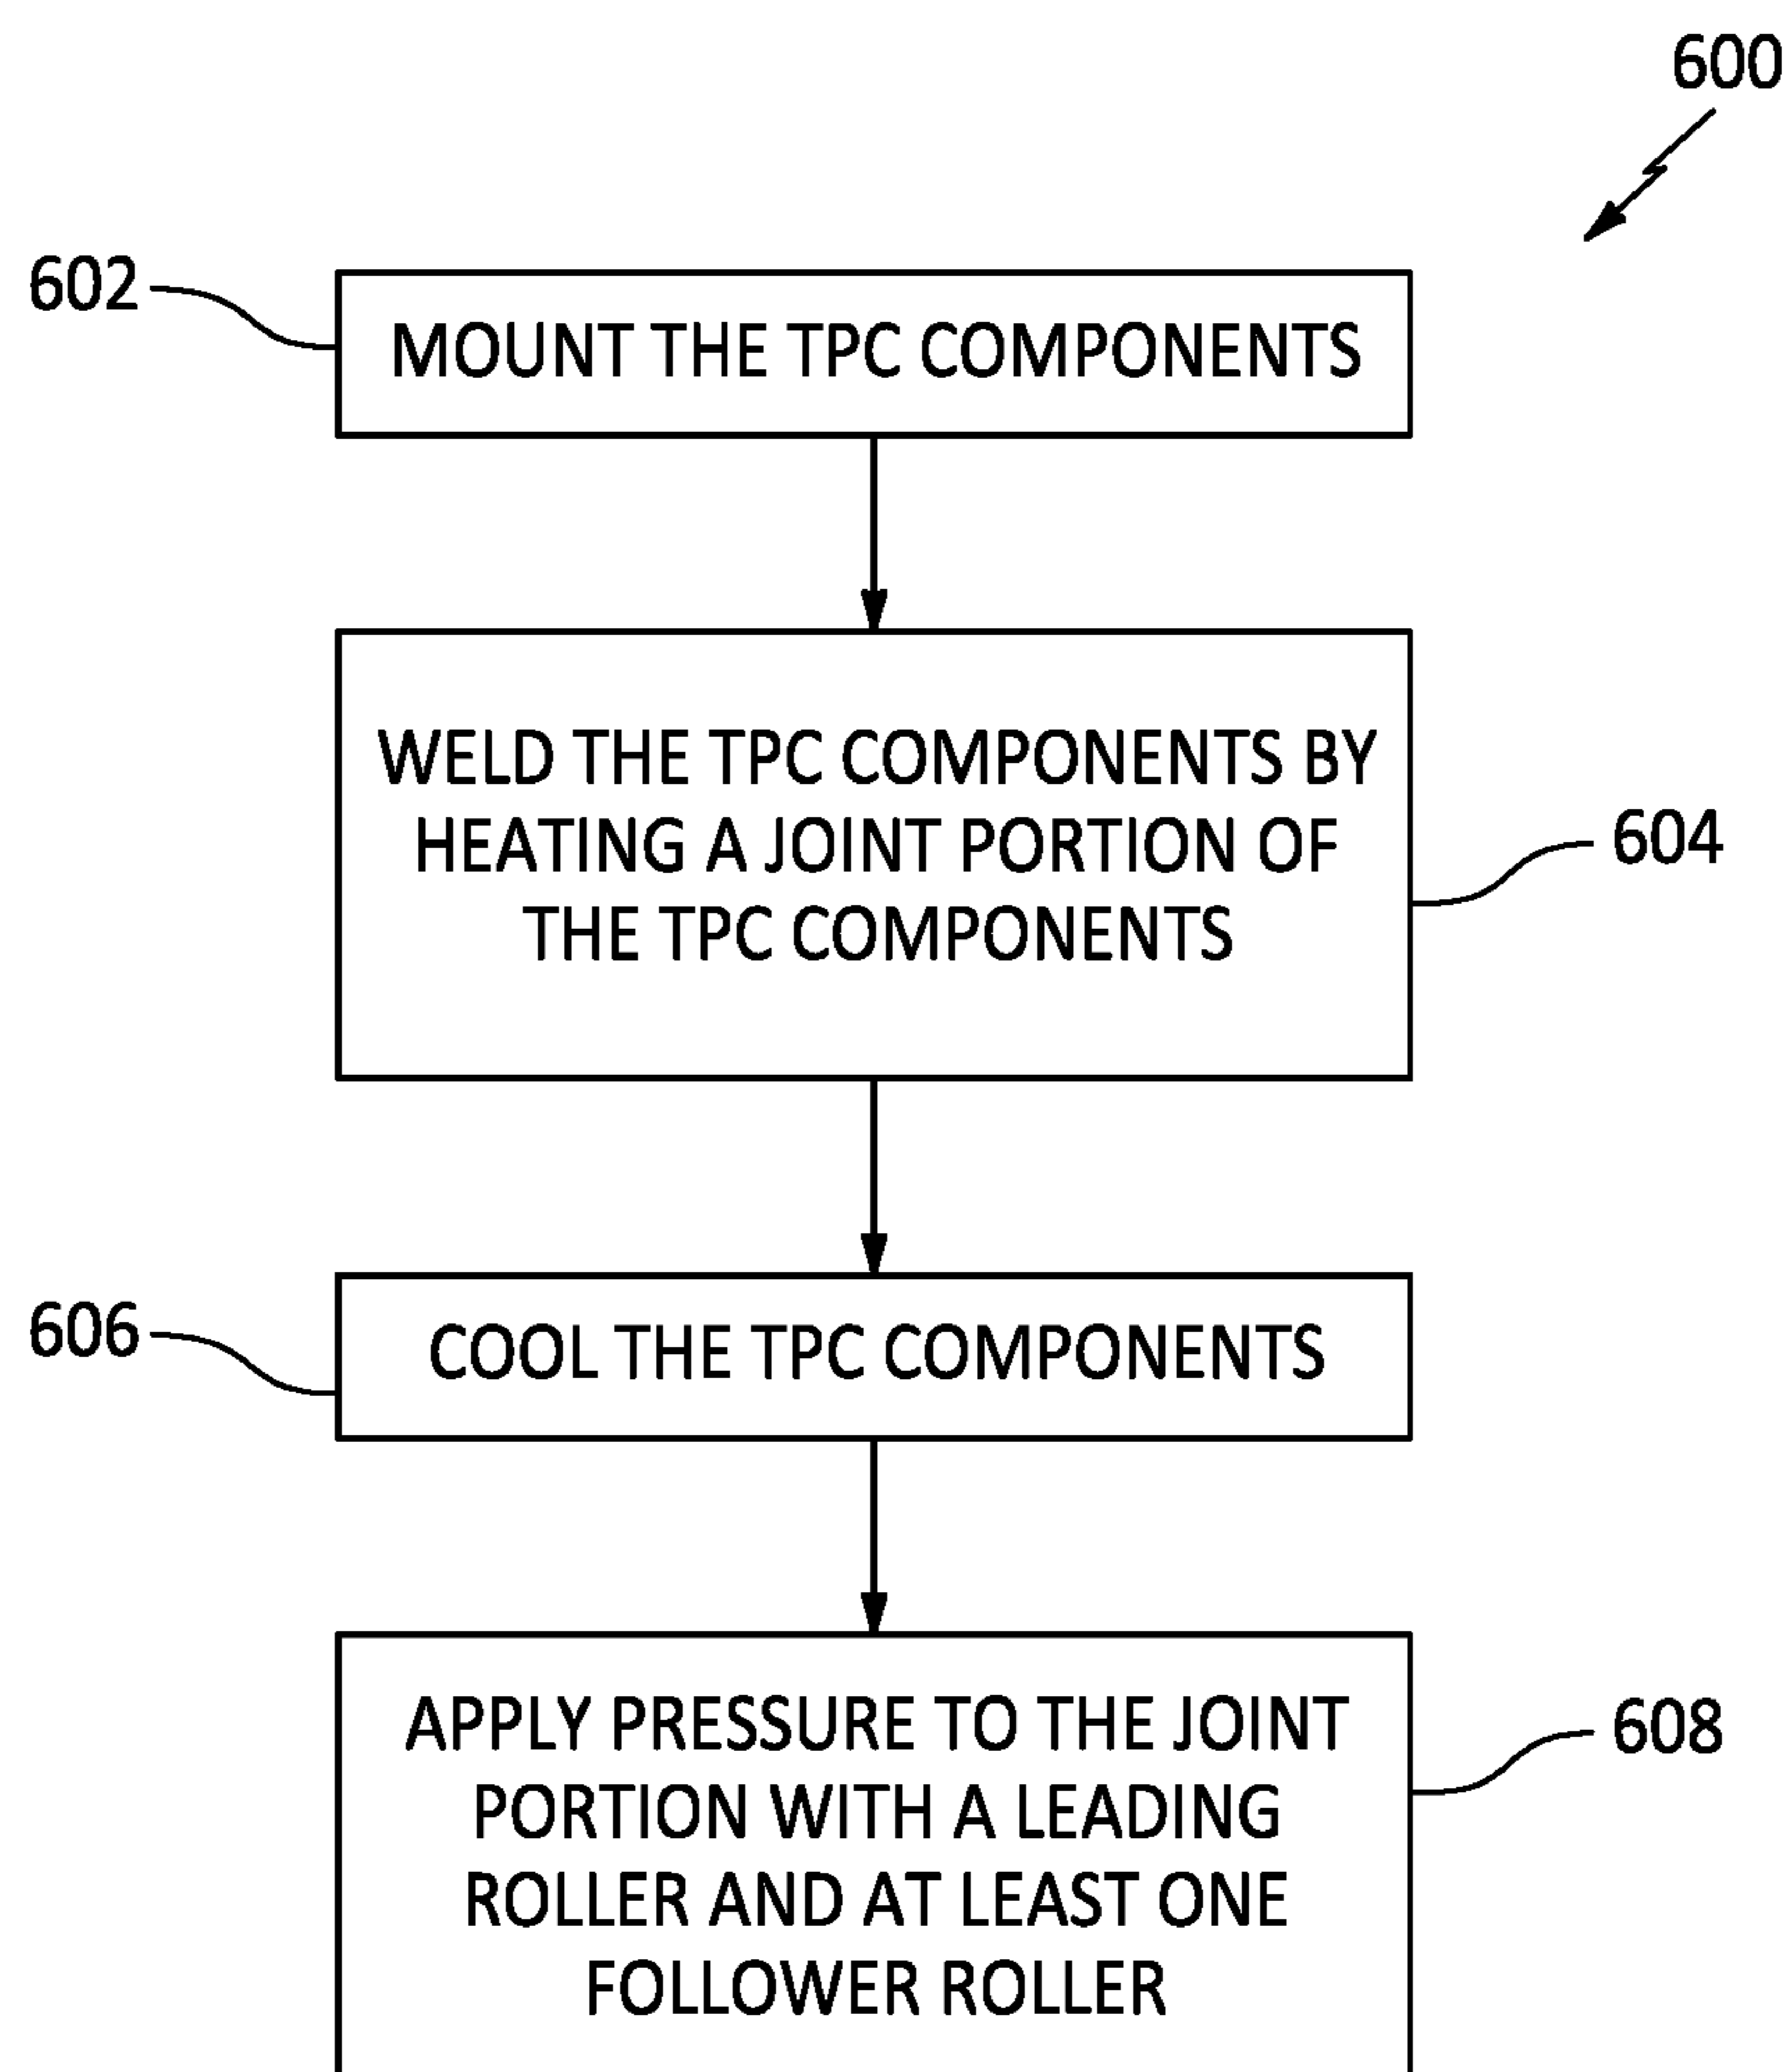 600
602
MOUNT THE TPC COMPONENTS
WELD THE TPC COMPONENTS BY
HEATING A JOINT PORTION OF
THE TPC COMPONENTS
604
606
COOL THE TPC COMPONENTS
APPLY PRESSURE TO THE JOINT
PORTION WITH A LEADING
ROLLER AND AT LEAST ONE
FOLLOWER ROLLER
608